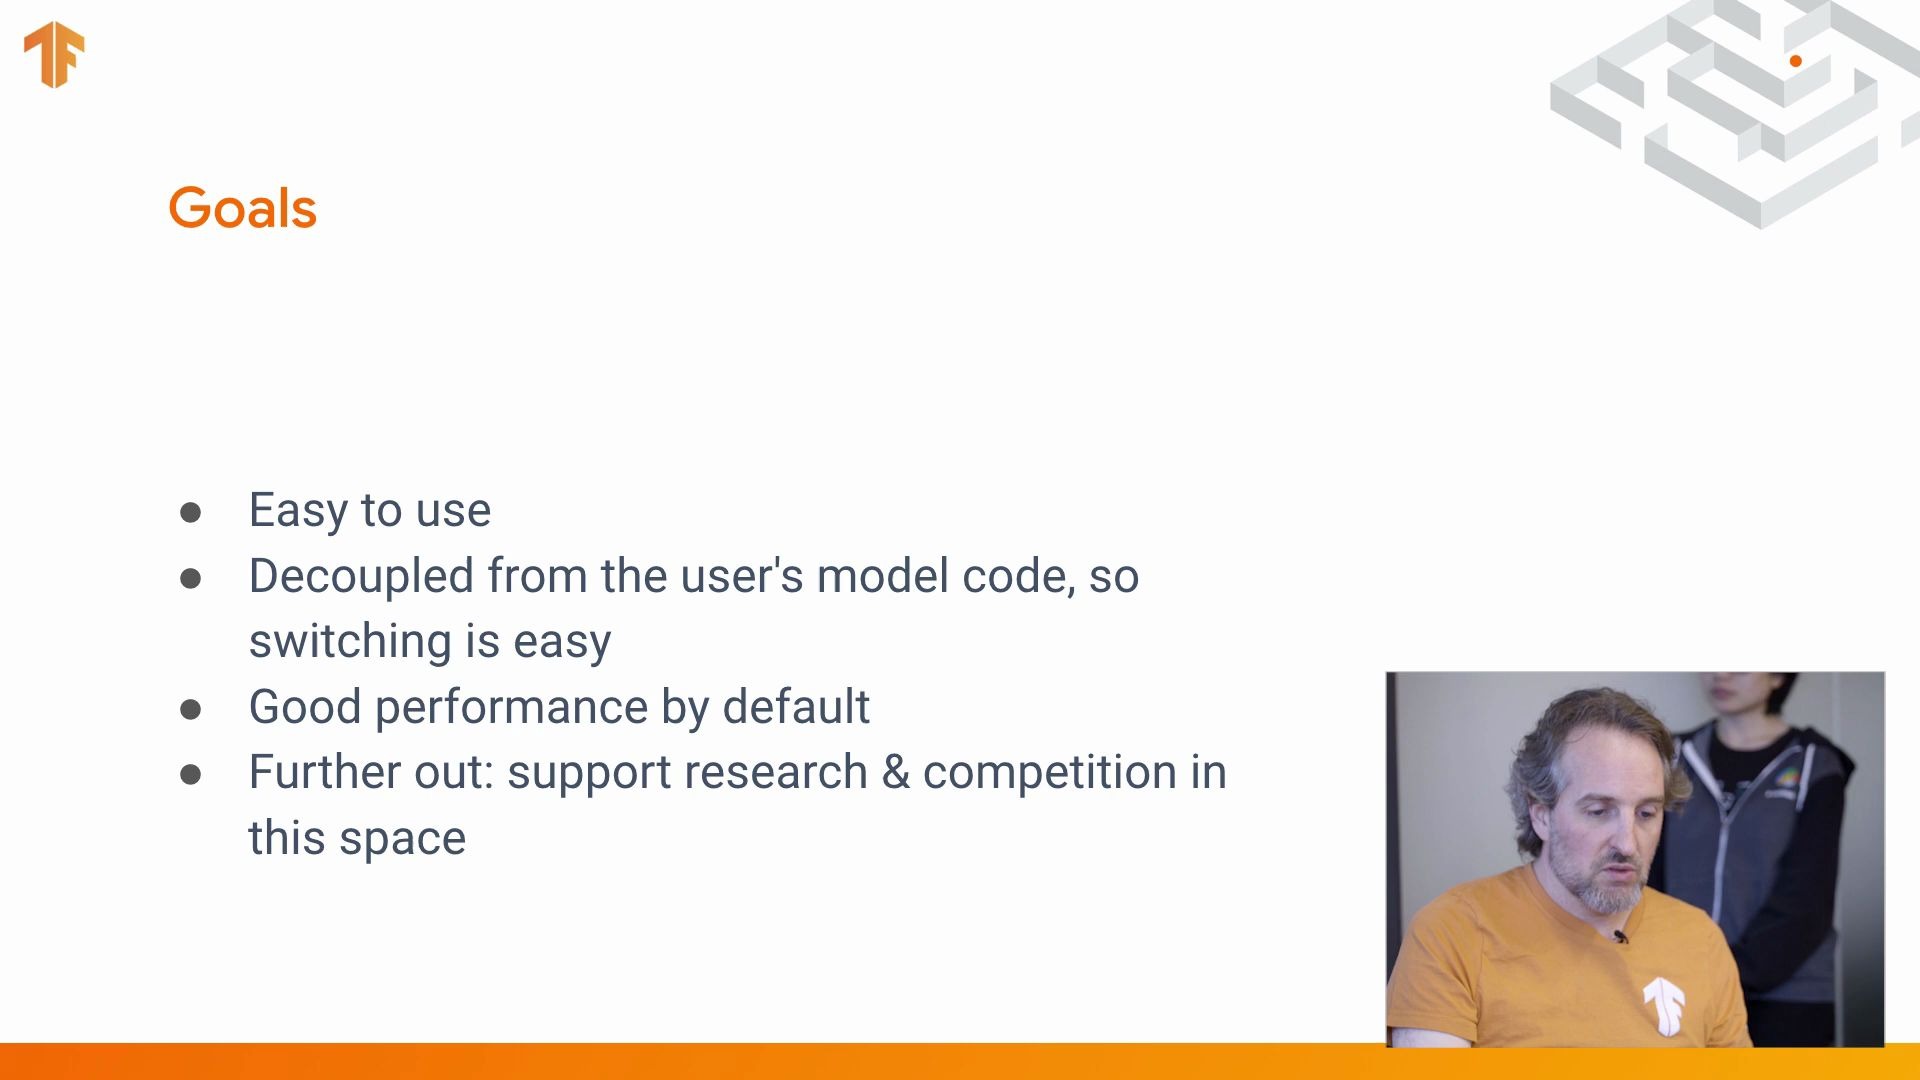 Goals
● Easy to use
● Decoupled from the user's model code, so
switching is easy
● Good performance by default
● Further out: support research & competition in
this space